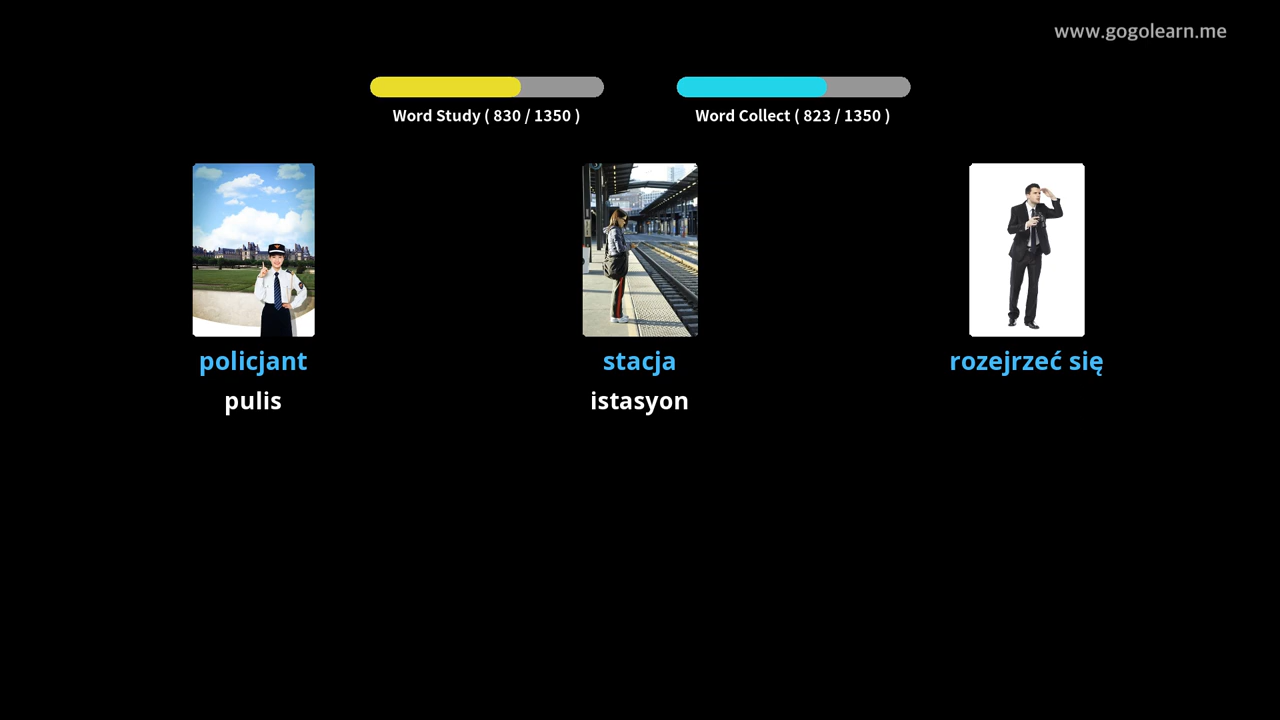 www.gogolearn.me
Word Study ( 830 / 1350 )
Word Collect ( 823 / 1350 )
policjant
stacja
rozejrzeć się
pulis
istasyon